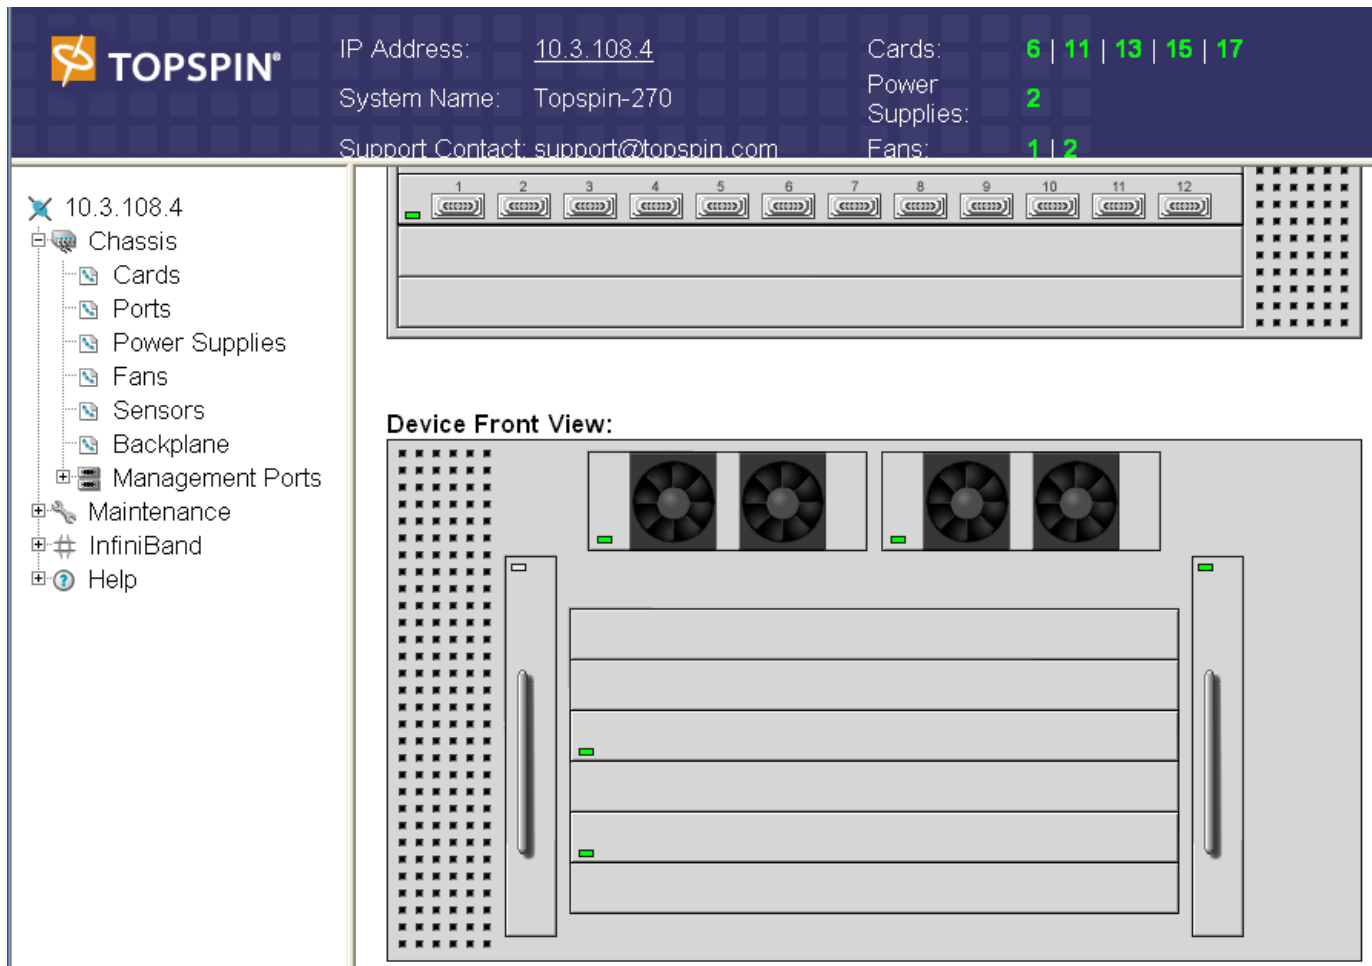 TOPSPIN®
IP Address: 10.3.108.4
System Name: Topspin-270
Support Contact: support@topspin.com
Cards: 6 | 11 | 13 | 15 | 17
Power
Supplies: 2
Fans: 1 | 2
10.3.108.4
Chassis
Cards
Ports
Power Supplies
Fans
Sensors
Backplane
Management Ports
Maintenance
InfiniBand
Help
1 2 3 4 5 6 7 8 9 10 11 12
Device Front View: